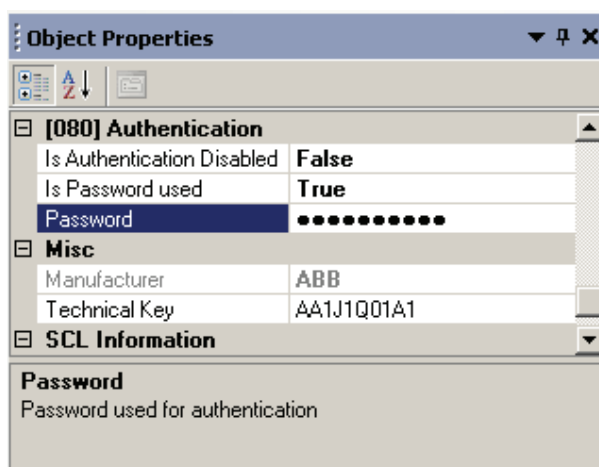 Object Properties
[080] Authentication
Is Authentication Disabled False
Is Password used True
Password ●●●●●●●●●●
Misc
Manufacturer ABB
Technical Key AA1J1Q01A1
SCL Information
Password
Password used for authentication